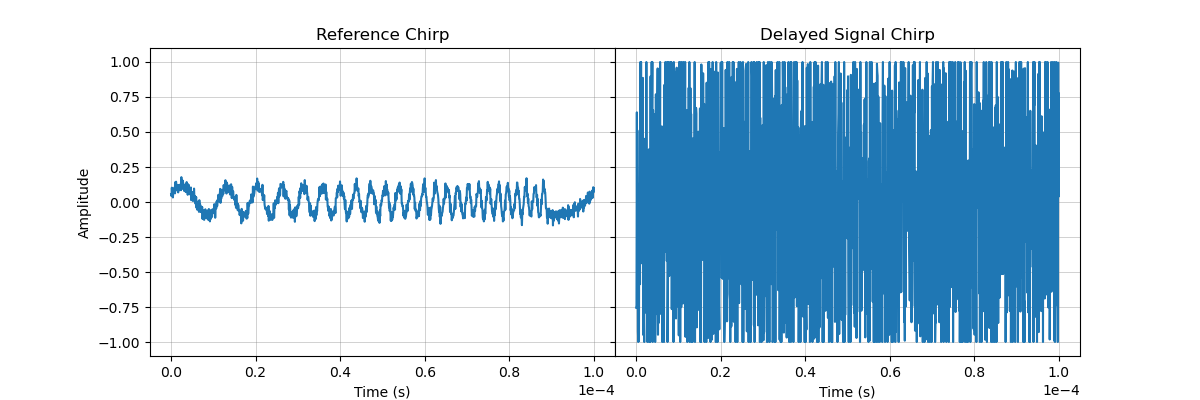 Reference Chirp
Delayed Signal Chirp
Amplitude
1.00
0.75
0.50
0.25
0.00
−0.25
−0.50
−0.75
−1.00
0.0 0.2 0.4 0.6 0.8 1.0
1e−4
Time (s)
0.0 0.2 0.4 0.6 0.8 1.0
1e−4
Time (s)